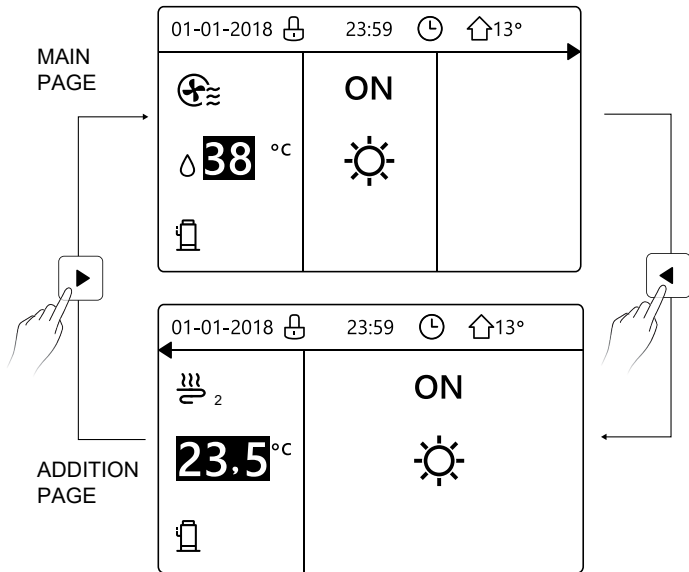 01-01-2018 23:59 13°
MAIN
PAGE
ON
38 °C
01-01-2018 23:59 13°
2
ON
23,5 °C
ADDITION
PAGE